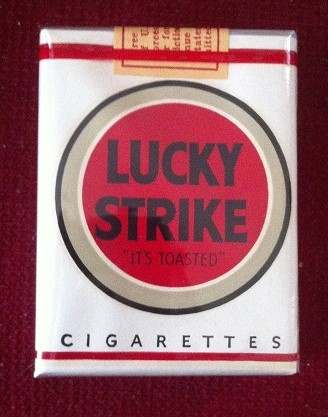 LUCKY
STRIKE
"IT'S TOASTED"
CIGARETTES